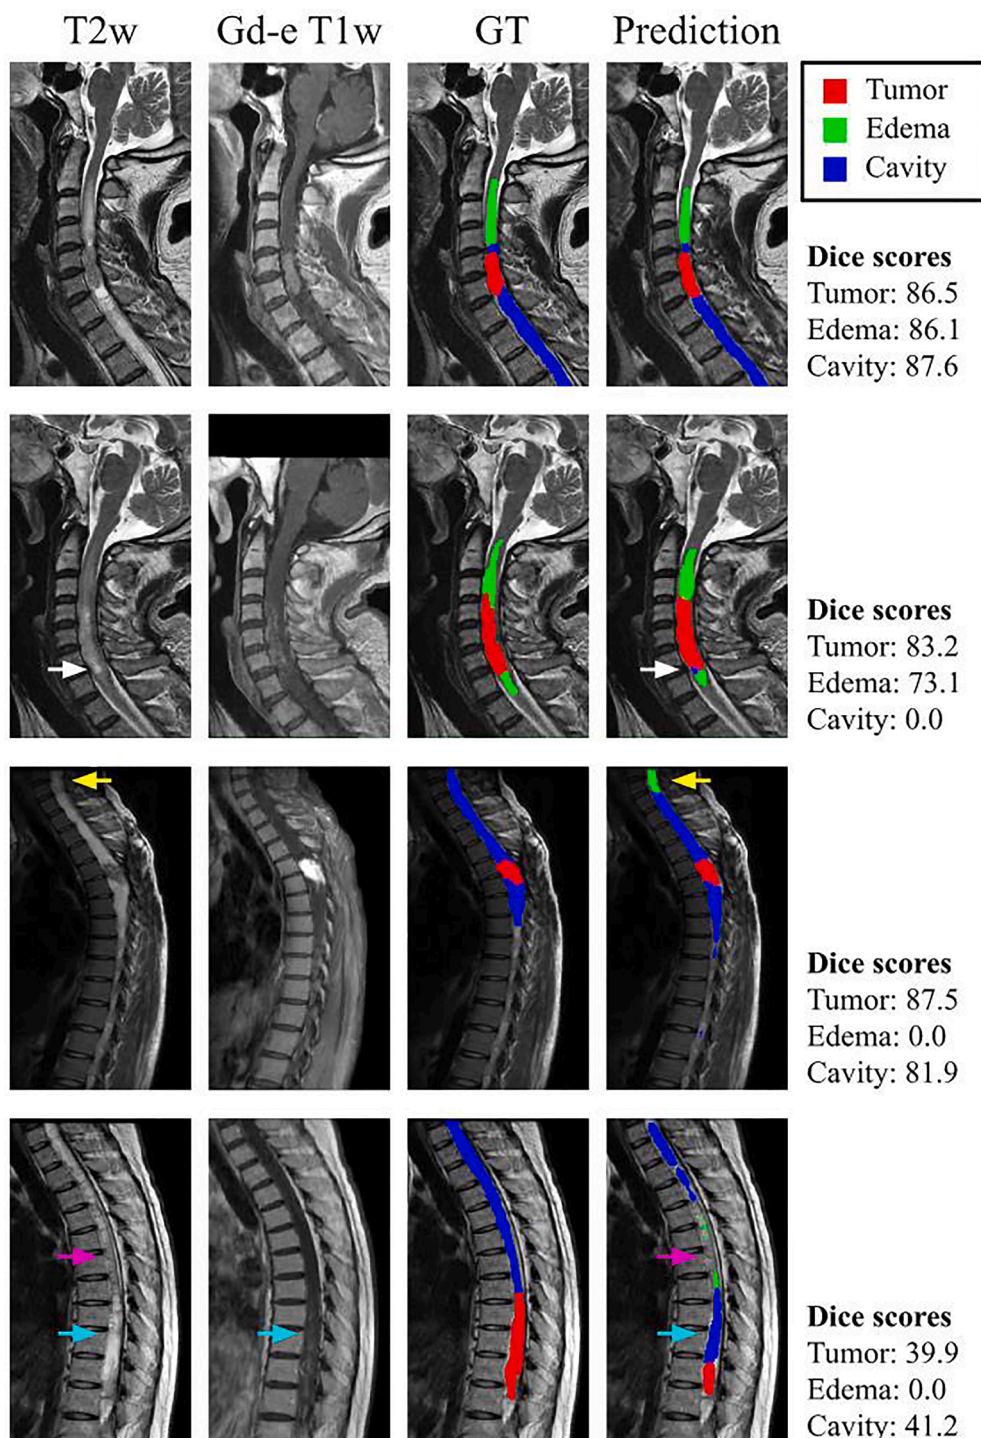 T2w Gd-e T1w GT Prediction
Tumor
Edema
Cavity
Dice scores
Tumor: 86.5
Edema: 86.1
Cavity: 87.6
Dice scores
Tumor: 83.2
Edema: 73.1
Cavity: 0.0
Dice scores
Tumor: 87.5
Edema: 0.0
Cavity: 81.9
Dice scores
Tumor: 39.9
Edema: 0.0
Cavity: 41.2